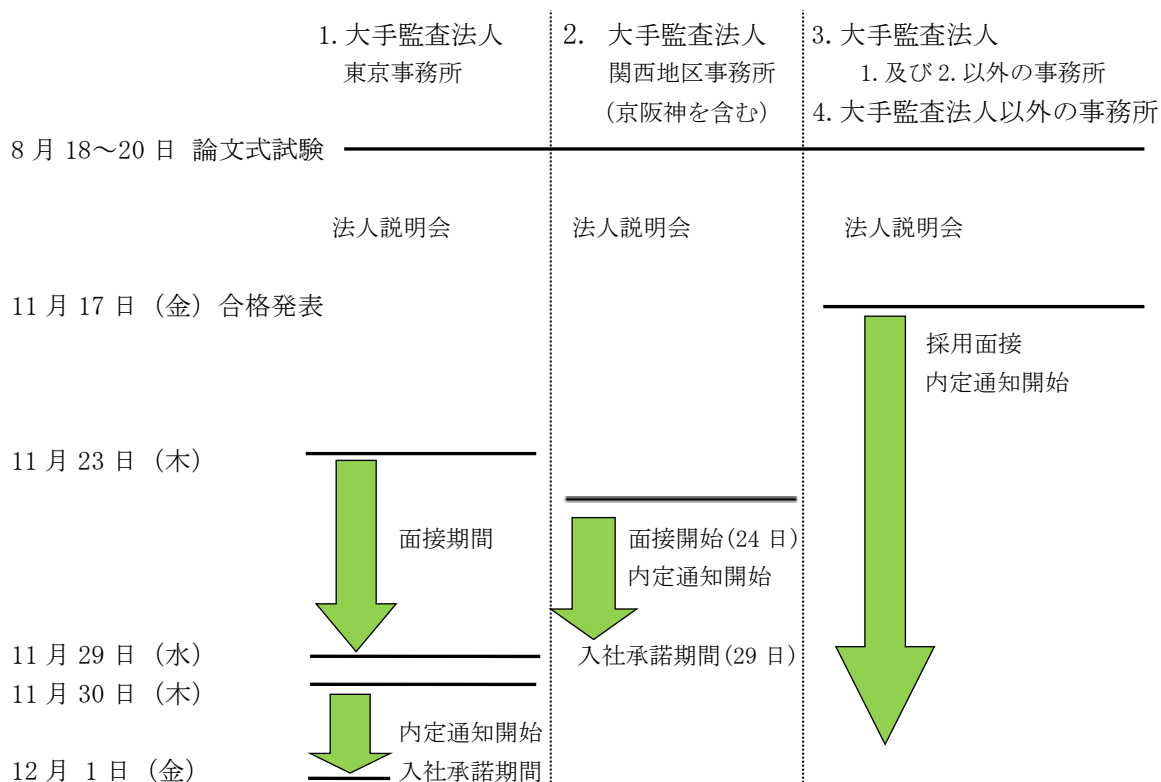 1. 大手監査法人
東京事務所
2. 大手監査法人
関西地区事務所
(京阪神を含む)
3. 大手監査法人
1. 及び 2. 以外の事務所
4. 大手監査法人以外の事務所
8 月 18～20 日 論文式試験
法人説明会
法人説明会
法人説明会
11 月 17 日（金）合格発表
採用面接
内定通知開始
11 月 23 日（木）
面接期間
面接開始(24 日)
内定通知開始
11 月 29 日（水）
入社承諾期間(29 日)
11 月 30 日（木）
内定通知開始
12 月 1 日（金）
入社承諾期間